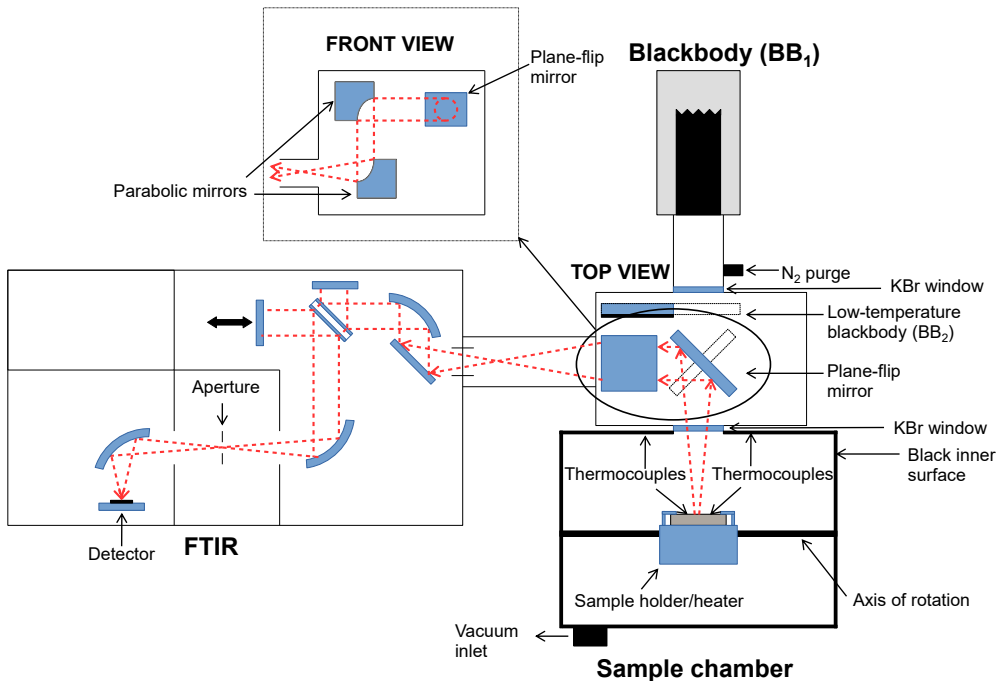 FRONT VIEW
Plane-flip
mirror
Parabolic mirrors
Blackbody (BB₁)
TOP VIEW
N₂ purge
KBr window
Low-temperature
blackbody (BB₂)
Plane-flip
mirror
KBr window
Black inner
surface
Thermocouples
Thermocouples
Aperture
Detector
FTIR
Sample holder/heater
Axis of rotation
Vacuum
inlet
Sample chamber